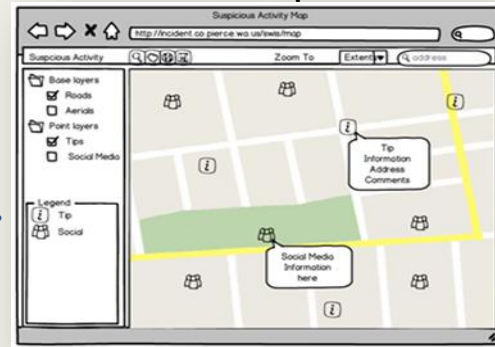 Suspicious Activity Map
http://incident.co.pierce.wa.us/swis/map
Suspicious Activity
Zoom To
Extent
address
Base layers
Roads
Aerials
Point layers
Tips
Social Media
Legend
i Tip
Social
i
i
Tip
Information
Address
Comments
i
Social Media
Information
here
i